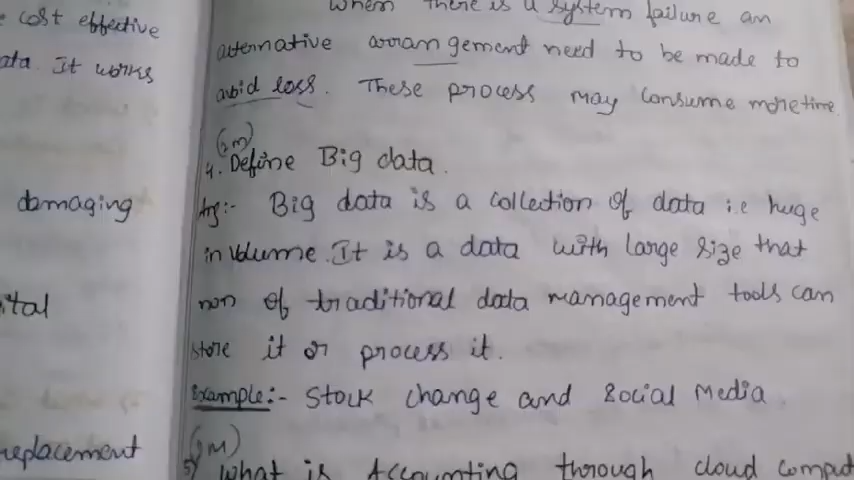 cost effective
ata. It works
damaging
ital
replacement
When there is a system failure an
alternative arrangement need to be made to
avoid loss. These process may consume more time.
(2M)
4. Define Big data.
Ans:- Big data is a collection of data i.e huge
in volume. It is a data with large size that
non of traditional data management tools can
store it or process it.
Example:- Stock change and Social Media.
(2M)
5) What is Accounting through cloud comput